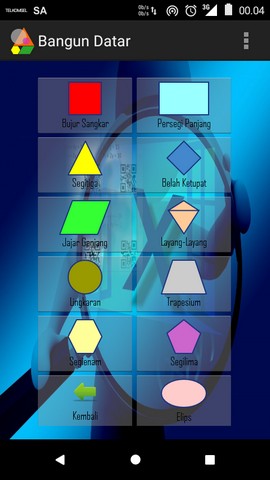 TELKOMSEL SA 0b/s 0b/s 3G 00.04
Bangun Datar
Bujur Sangkar Persegi Panjang
Segitiga Belah Ketupat
Jajar Genjang Layang-Layang
Lingkaran Trapesium
Segienam Segilima
Kembali Elips